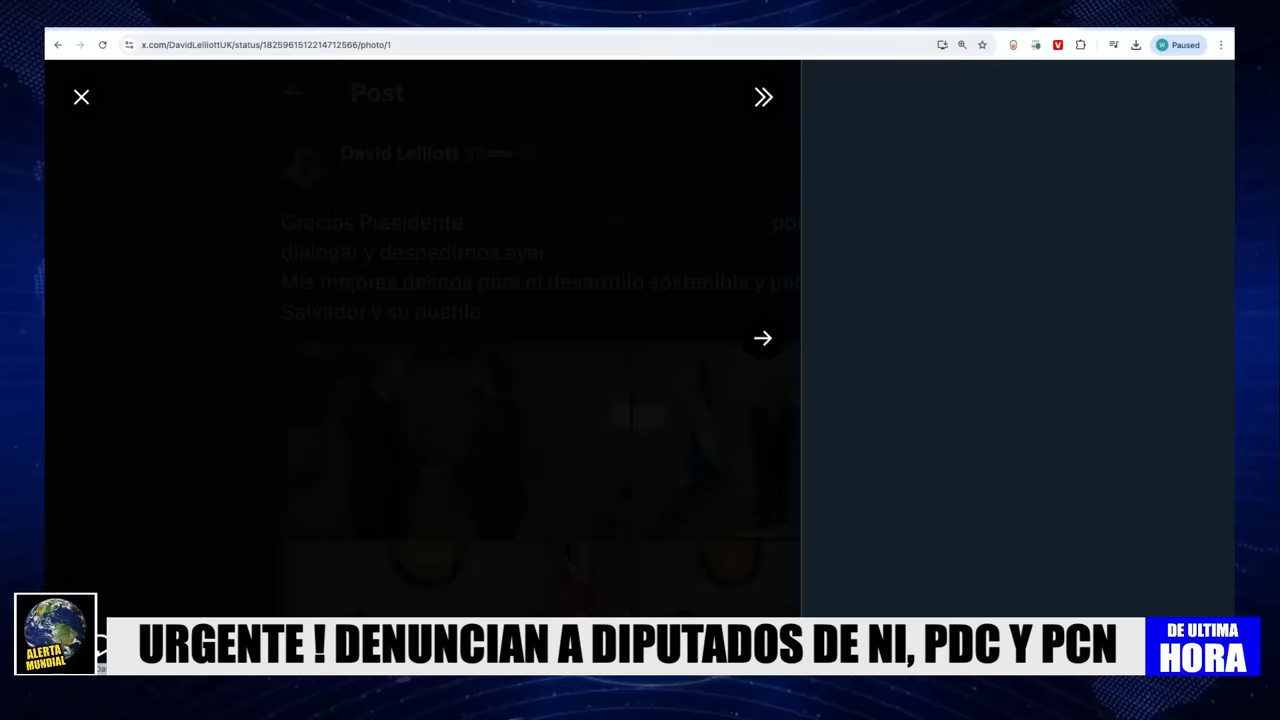 x.com/DavidLelliottUK/status/1825961512214712566/photo/1
Paused
Post
David Lelliott
Gracias Presidente
dialogar y despedirnos ayer
Mis mejores deseos para el desarrollo sostenible y
Salvador y su pueblo
ALERTA
MUNDIAL
URGENTE ! DENUNCIAN A DIPUTADOS DE NI, PDC Y PCN
DE ULTIMA
HORA